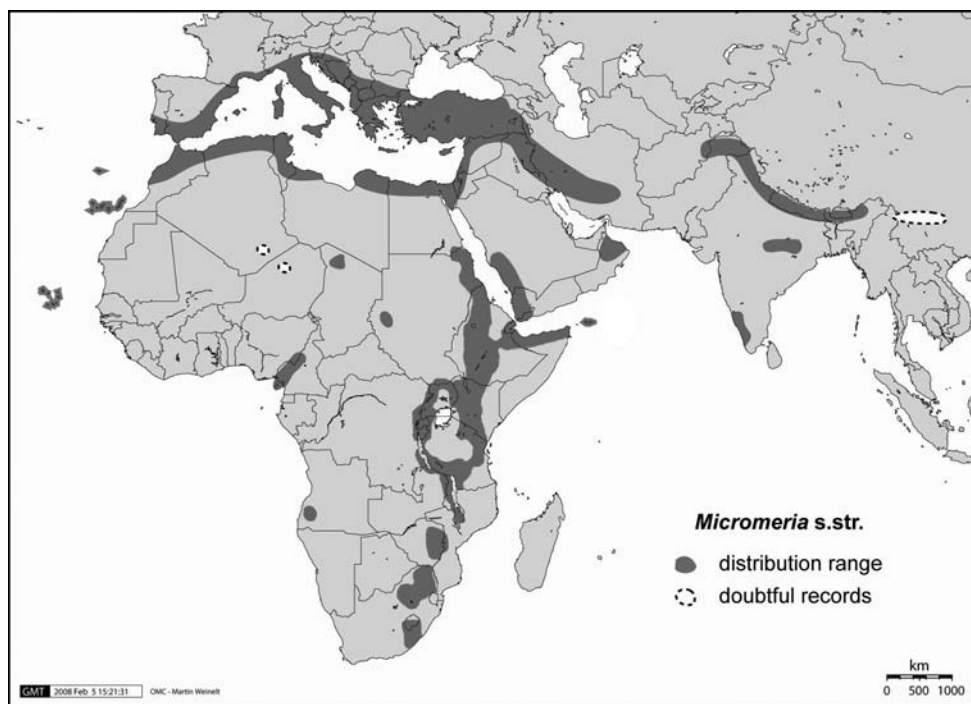 Micromeria s.str.
distribution range
doubtful records
km
0 500 1000
GMT 2008 Feb 5 15:21:31 OMC - Martin Weinelt